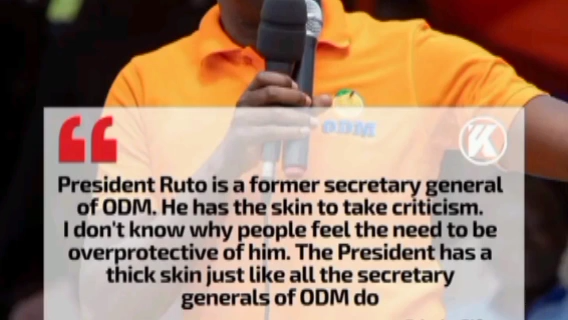 ODM
President Ruto is a former secretary general
of ODM. He has the skin to take criticism.
I don't know why people feel the need to be
overprotective of him. The President has a
thick skin just like all the secretary
generals of ODM do